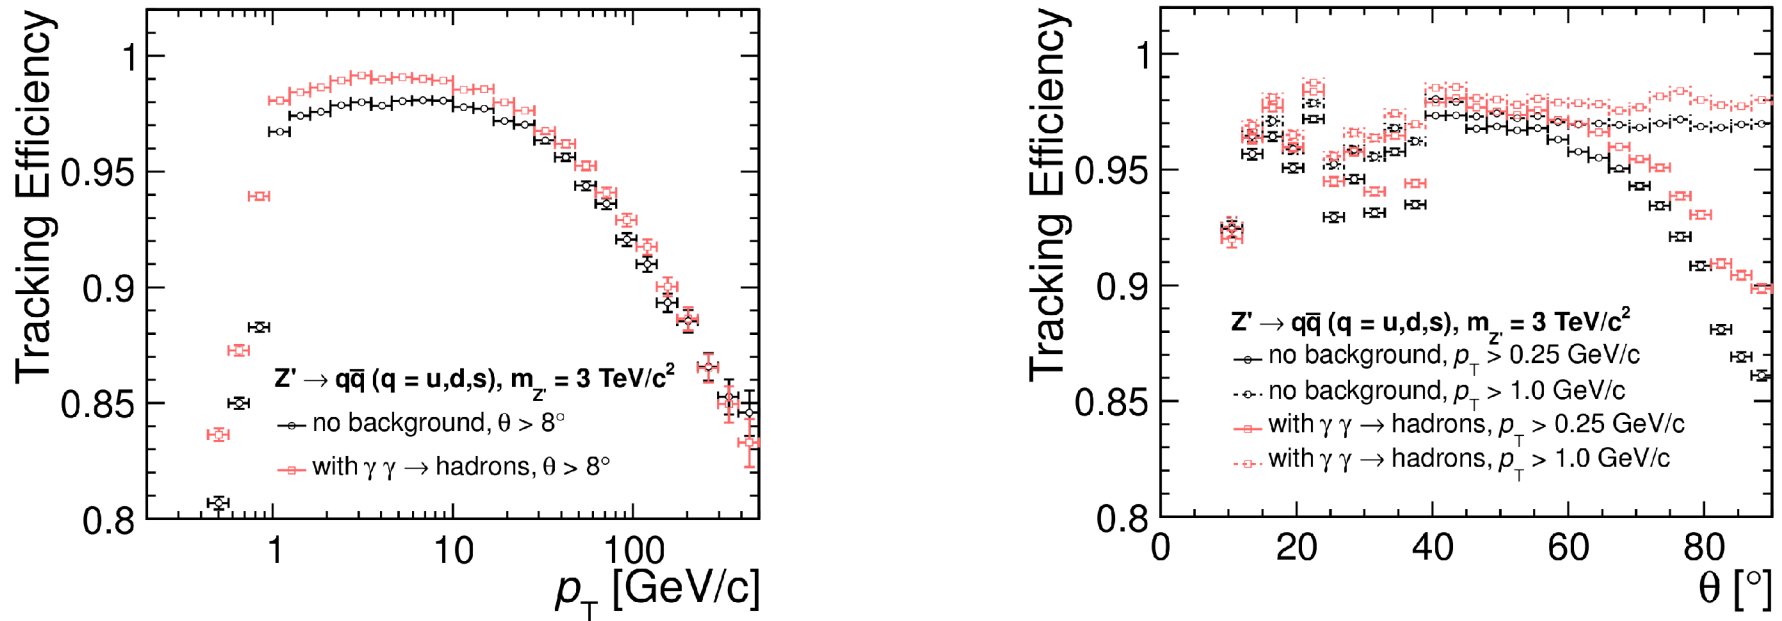 Tracking Efficiency
1
0.95
0.9
0.85
0.8
Z' → qq̅ (q = u,d,s), m_Z' = 3 TeV/c²
no background, θ > 8°
with γ γ → hadrons, θ > 8°
1 10 100
p_T [GeV/c]
Tracking Efficiency
1
0.95
0.9
0.85
0.8
Z' → qq̅ (q = u,d,s), m_Z' = 3 TeV/c²
no background, p_T > 0.25 GeV/c
no background, p_T > 1.0 GeV/c
with γ γ → hadrons, p_T > 0.25 GeV/c
with γ γ → hadrons, p_T > 1.0 GeV/c
0 20 40 60 80
θ [°]